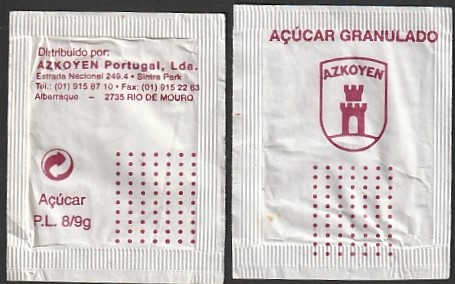 Distribuido por:
AZKOYEN Portugal, Lda.
Estrada Nacional 249.4 • Sintra Park
Tel.: (01) 915 87 10 • Fax: (01) 915 22 63
Albarraque – 2735 RIO DE MOURO
Açúcar
P.L. 8/9g
AÇÚCAR GRANULADO
AZKOYEN